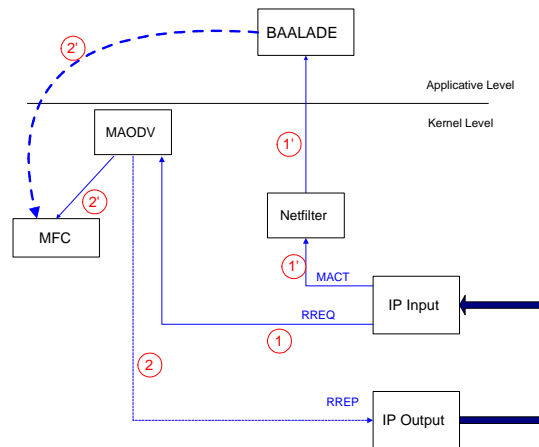 BAALADE
2'
Applicative Level
Kernel Level
MAODV
1'
2'
Netfilter
MFC
1'
MACT
IP Input
RREQ
1
2
RREP
IP Output